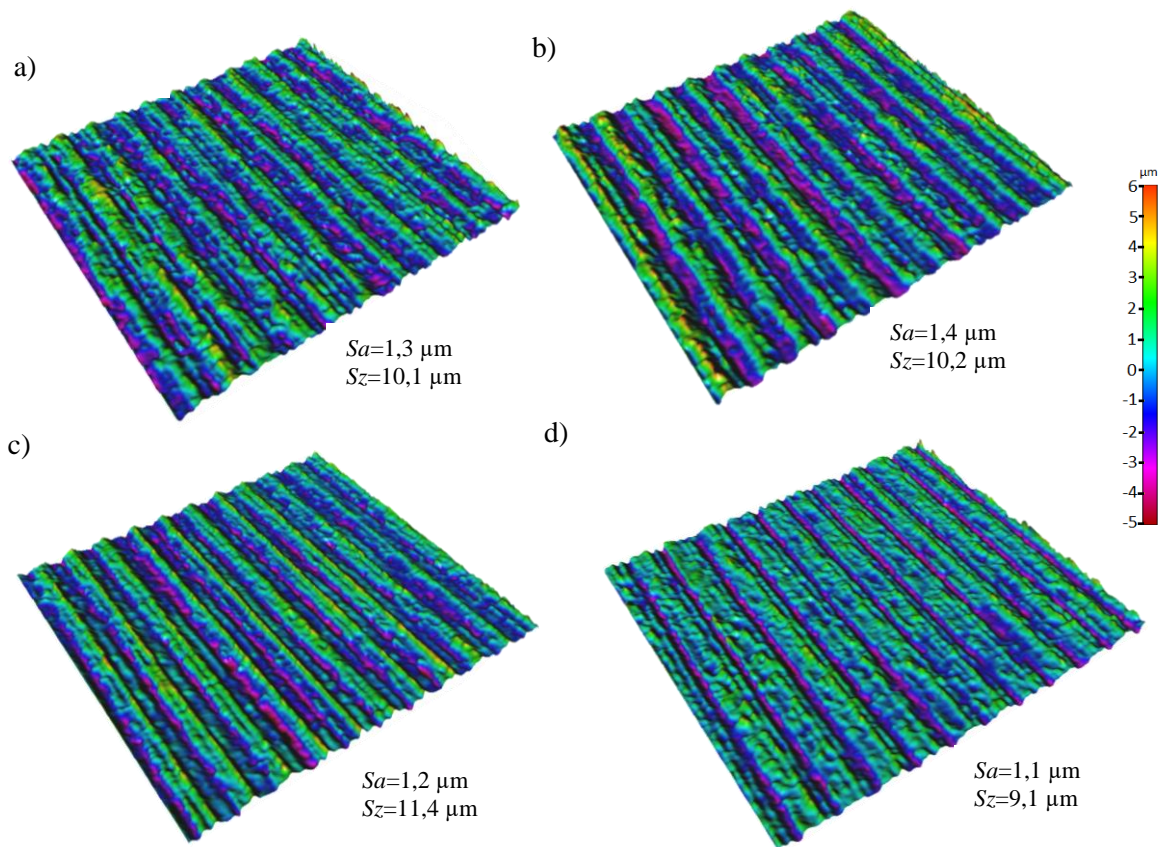 a)
b)
Sa=1,3 µm
Sz=10,1 µm
Sa=1,4 µm
Sz=10,2 µm
µm
6
5
4
3
2
1
0
-1
-2
-3
-4
-5
c)
d)
Sa=1,2 µm
Sz=11,4 µm
Sa=1,1 µm
Sz=9,1 µm